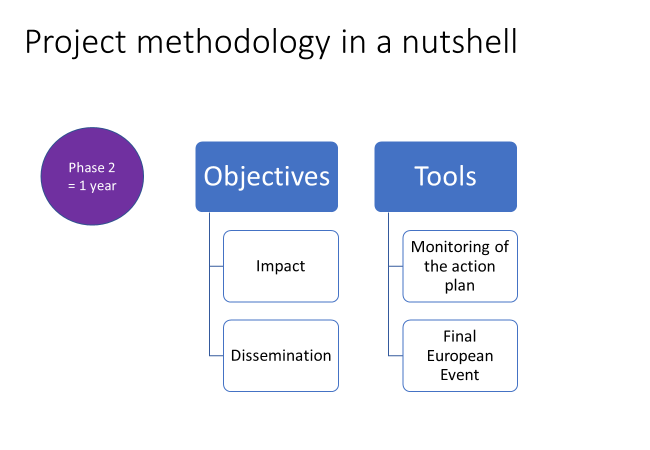 Project methodology in a nutshell
Phase 2
= 1 year
Objectives
Impact
Dissemination
Tools
Monitoring of
the action
plan
Final
European
Event